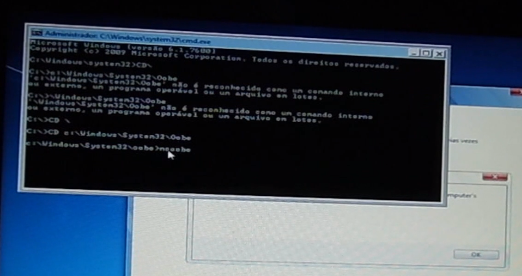 Administrador: C:\Windows\system32\cmd.exe
Microsoft Windows [versão 6.1.7600]
Copyright (c) 2009 Microsoft Corporation. Todos os direitos reservados.
C:\Windows\system32>CD\
C:\>c:\Windows\System32\Oobe
'c:\Windows\System32\Oobe' não é reconhecido como um comando interno
ou externo, um programa operável ou um arquivo em lotes.
C:\>\Windows\System32\Oobe
'\Windows\System32\Oobe' não é reconhecido como um comando interno
ou externo, um programa operável ou um arquivo em lotes.
C:\>CD \
C:\>CD c:\Windows\System32\Oobe
c:\Windows\System32\oobe>msoobe
vezes
mputer's
OK